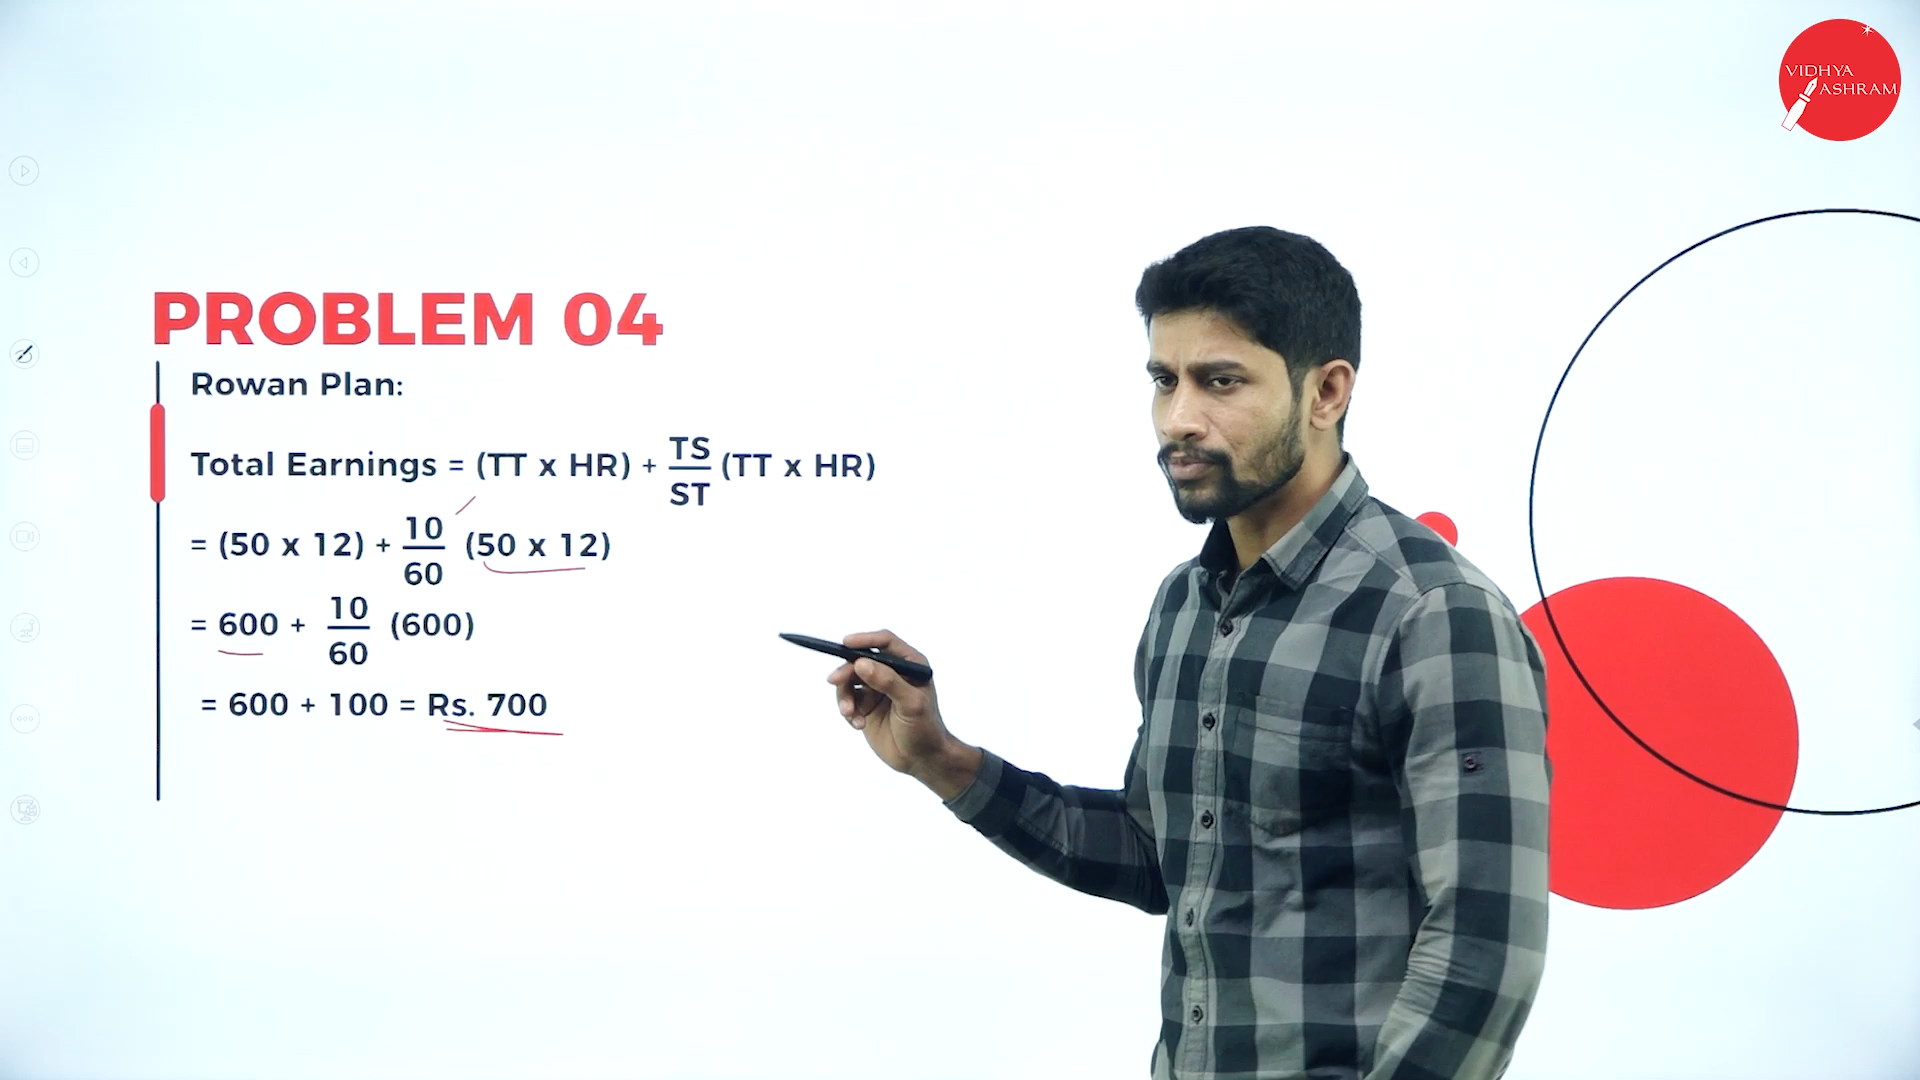 VIDHYA
ASHRAM
PROBLEM 04
Rowan Plan:
Total Earnings = (TT x HR) + TS/ST (TT x HR)
= (50 x 12) + 10/60 (50 x 12)
= 600 + 10/60 (600)
= 600 + 100 = Rs. 700